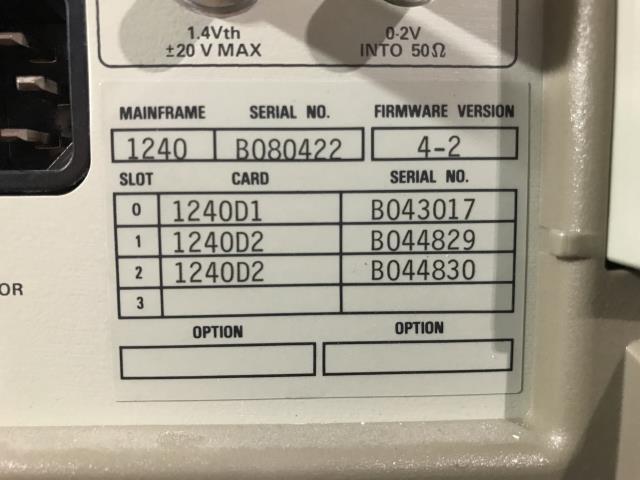 1.4Vth 0-2V
±20 V MAX INTO 50Ω
MAINFRAME SERIAL NO. FIRMWARE VERSION
1240 B080422 4-2
SLOT CARD SERIAL NO.
0 1240D1 B043017
1 1240D2 B044829
2 1240D2 B044830
3
OR
OPTION OPTION